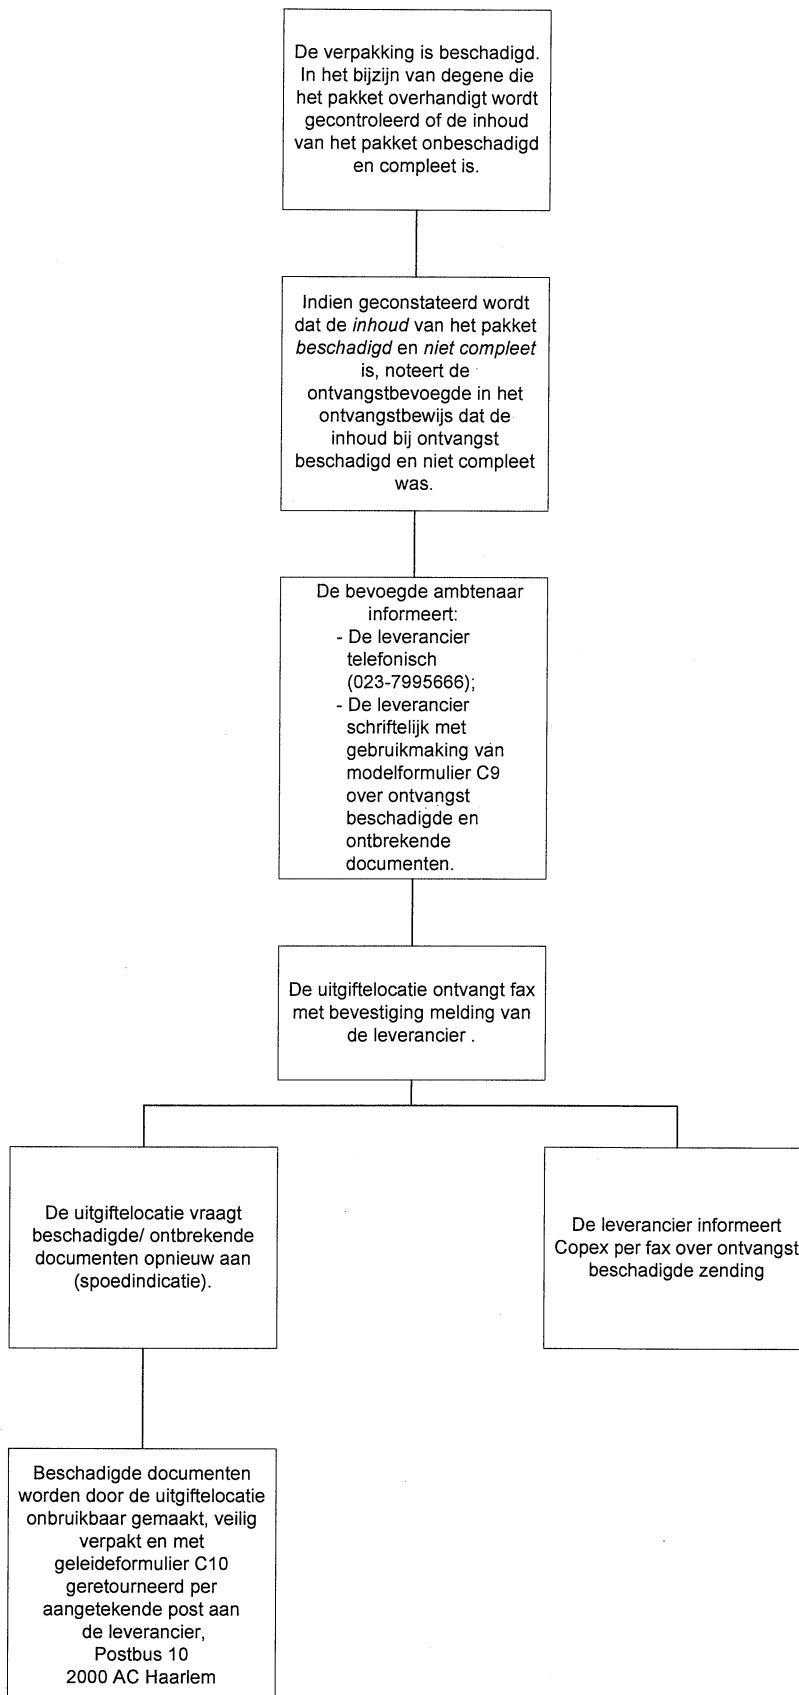 De verpakking is beschadigd.
In het bijzijn van degene die
het pakket overhandigt wordt
gecontroleerd of de inhoud
van het pakket onbeschadigd
en compleet is.
Indien geconstateerd wordt
dat de inhoud van het pakket
beschadigd en niet compleet
is, noteert de
ontvangstbevoegde in het
ontvangstbewijs dat de
inhoud bij ontvangst
beschadigd en niet compleet
was.
De bevoegde ambtenaar
informeert:
- De leverancier
telefonisch
(023-7995666);
- De leverancier
schriftelijk met
gebruikmaking van
modelformulier C9
over ontvangst
beschadigde en
ontbrekende
documenten.
De uitgiftelocatie ontvangt fax
met bevestiging melding van
de leverancier .
De uitgiftelocatie vraagt
beschadigde/ ontbrekende
documenten opnieuw aan
(spoedindicatie).
De leverancier informeert
Copex per fax over ontvangst
beschadigde zending
Beschadigde documenten
worden door de uitgiftelocatie
onbruikbaar gemaakt, veilig
verpakt en met
geleideformulier C10
geretourneerd per
aangetekende post aan
de leverancier,
Postbus 10
2000 AC Haarlem